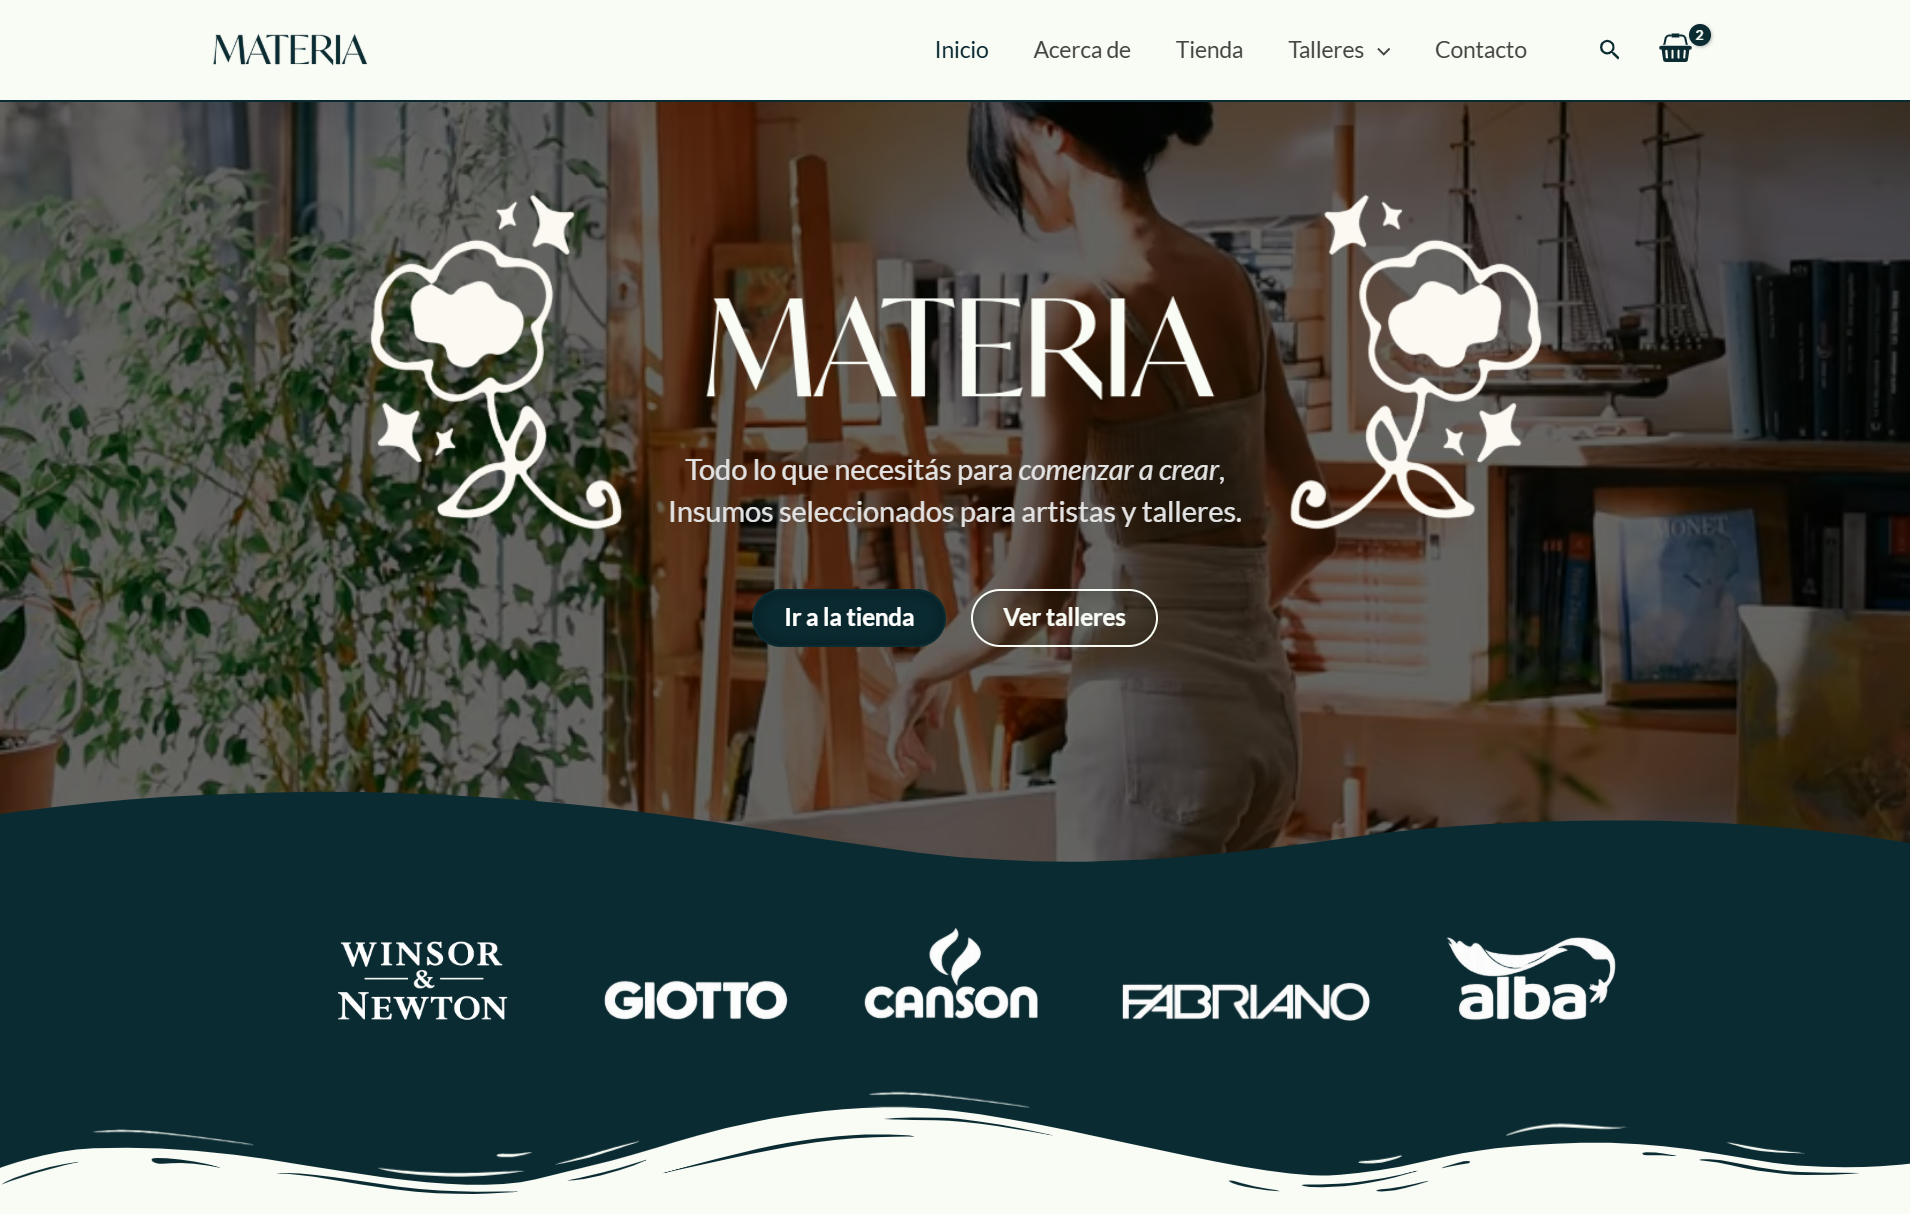 MATERIA
Inicio
Acerca de
Tienda
Talleres
Contacto
2
MATERIA
Todo lo que necesitás para comenzar a crear,
Insumos seleccionados para artistas y talleres.
Ir a la tienda
Ver talleres
MONET
WINSOR
&
NEWTON
GIOTTO
CANSON
FABRIANO
alba